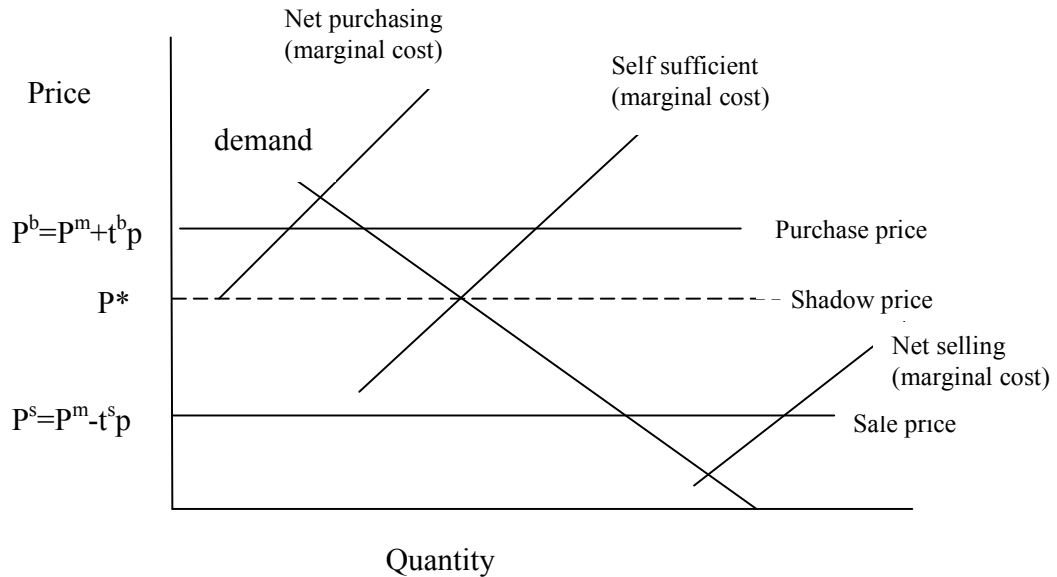 Net purchasing
(marginal cost)
Self sufficient
(marginal cost)
Price
demand
P^b=P^m+t^bp
Purchase price
P*
Shadow price
Net selling
(marginal cost)
P^s=P^m-t^sp
Sale price
Quantity